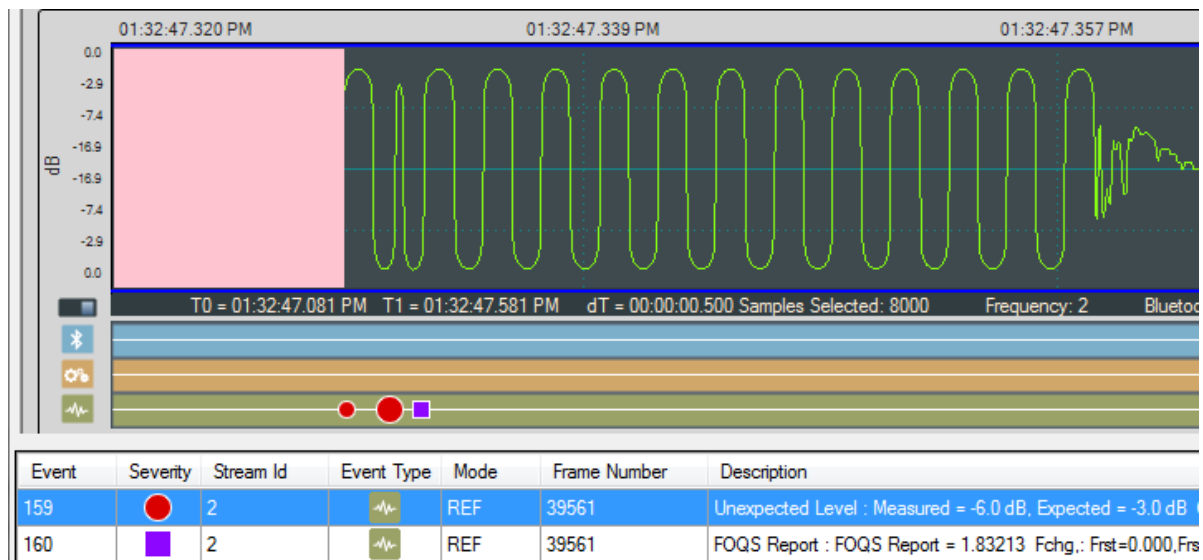 01:32:47.320 PM 01:32:47.339 PM 01:32:47.357 PM
0.0
-2.9
-7.4
-16.9
dB
-16.9
-7.4
-2.9
0.0
T0 = 01:32:47.081 PM T1 = 01:32:47.581 PM dT = 00:00:00.500 Samples Selected: 8000 Frequency: 2 Bluetoo
Event Severity Stream Id Event Type Mode Frame Number Description
159 2 REF 39561 Unexpected Level : Measured = -6.0 dB, Expected = -3.0 dB
160 2 REF 39561 FOQS Report : FOQS Report = 1.83213 Fchg,: Frst=0.000,Frs